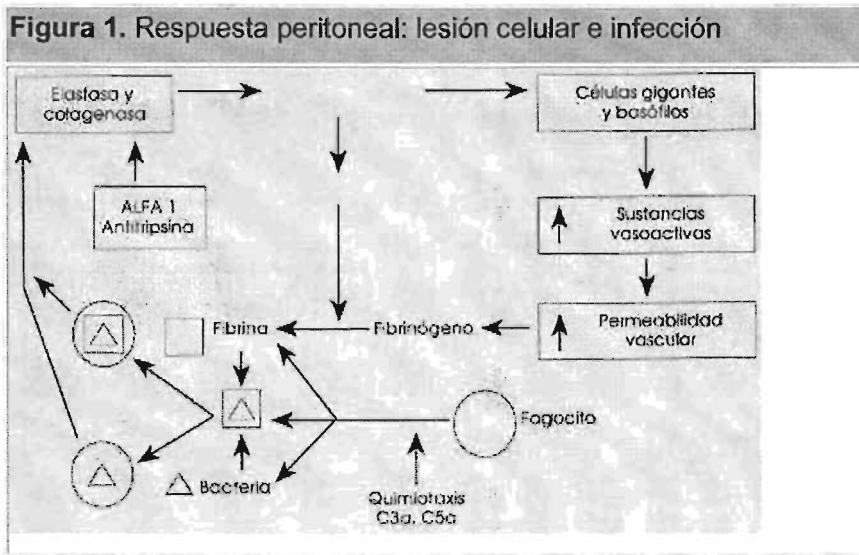 Figura 1. Respuesta peritoneal: lesión celular e infección
Elastasa y
colagenasa
Células gigantes
y basófilos
ALFA 1
Antitripsina
Sustancias
vasoactivas
Fibrina
Fibrinógeno
Permeabilidad
vascular
Fagocito
Bacteria
Quimiotaxis
C3a, C5a